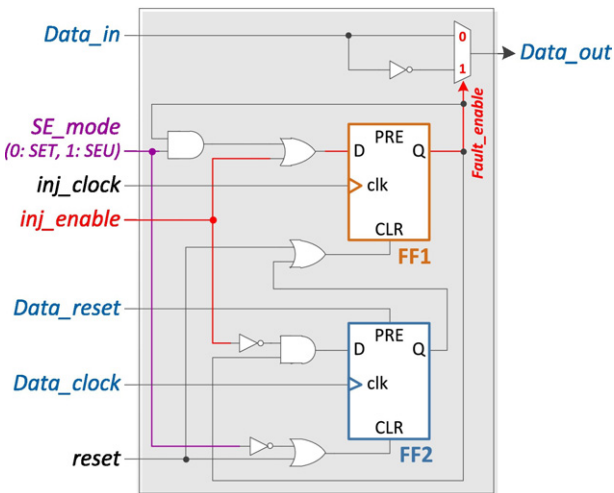 Data_in
0
1
Data_out
Fault_enable
SE_mode
(0: SET, 1: SEU)
PRE
D
Q
inj_clock
clk
inj_enable
CLR
FF1
Data_reset
PRE
D
Q
Data_clock
clk
CLR
reset
FF2